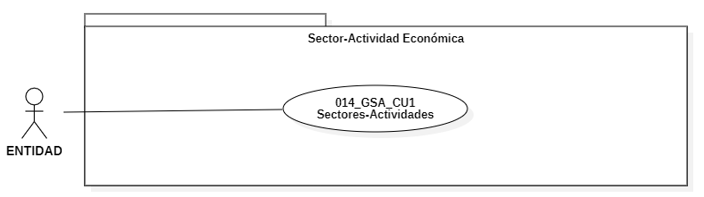 Sector-Actividad Económica
014_GSA_CU1
Sectores-Actividades
ENTIDAD